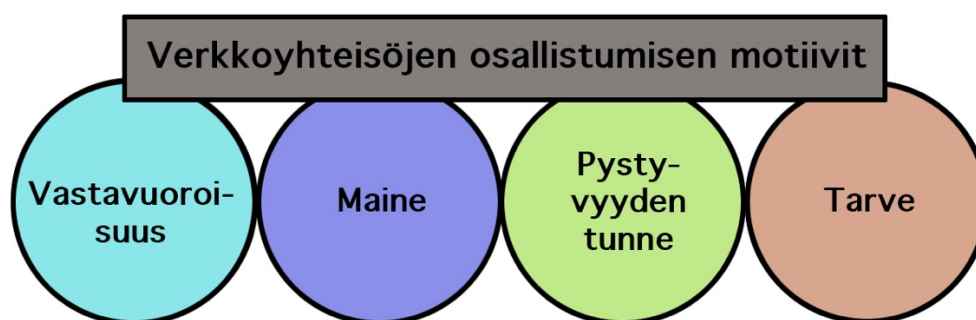 Verkkoyhteisöjen osallistumisen motiivit
Vastavuoroi-
suus
Maine
Pysty-
vyyden
tunne
Tarve